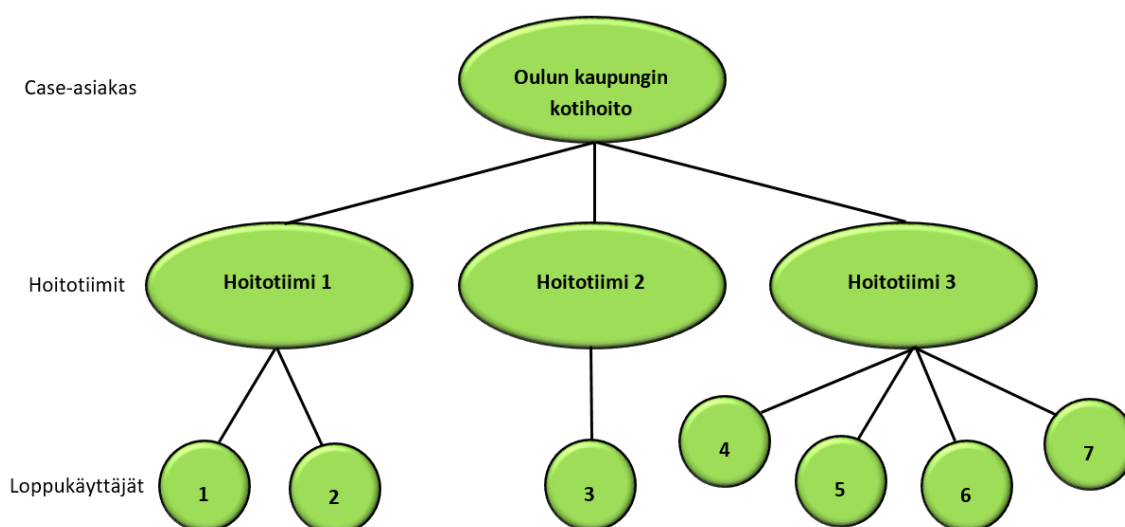 Case-asiakas
Oulun kaupungin
kotihoito
Hoitotiimit
Hoitotiimi 1
Hoitotiimi 2
Hoitotiimi 3
Loppukäyttäjät
1
2
3
4
5
6
7